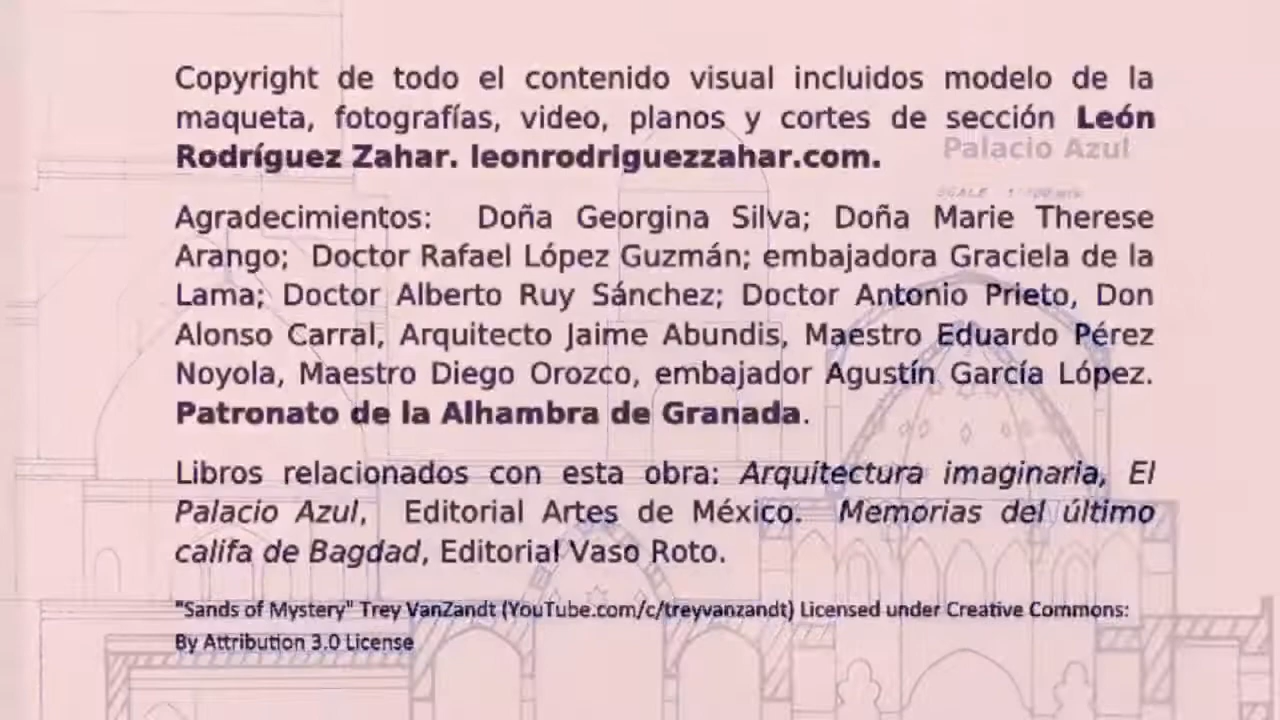 Copyright de todo el contenido visual incluidos modelo de la
maqueta, fotografías, video, planos y cortes de sección León
Rodríguez Zahar. leonrodriguezzahar.com.
Palacio Azul
SCALE
Agradecimientos: Doña Georgina Silva; Doña Marie Therese
Arango; Doctor Rafael López Guzmán; embajadora Graciela de la
Lama; Doctor Alberto Ruy Sánchez; Doctor Antonio Prieto, Don
Alonso Carral, Arquitecto Jaime Abundis, Maestro Eduardo Pérez
Noyola, Maestro Diego Orozco, embajador Agustín García López.
Patronato de la Alhambra de Granada.
Libros relacionados con esta obra: Arquitectura imaginaria, El
Palacio Azul, Editorial Artes de México. Memorias del último
califa de Bagdad, Editorial Vaso Roto.
"Sands of Mystery" Trey VanZandt (YouTube.com/c/treyvanzandt) Licensed under Creative Commons:
By Attribution 3.0 License